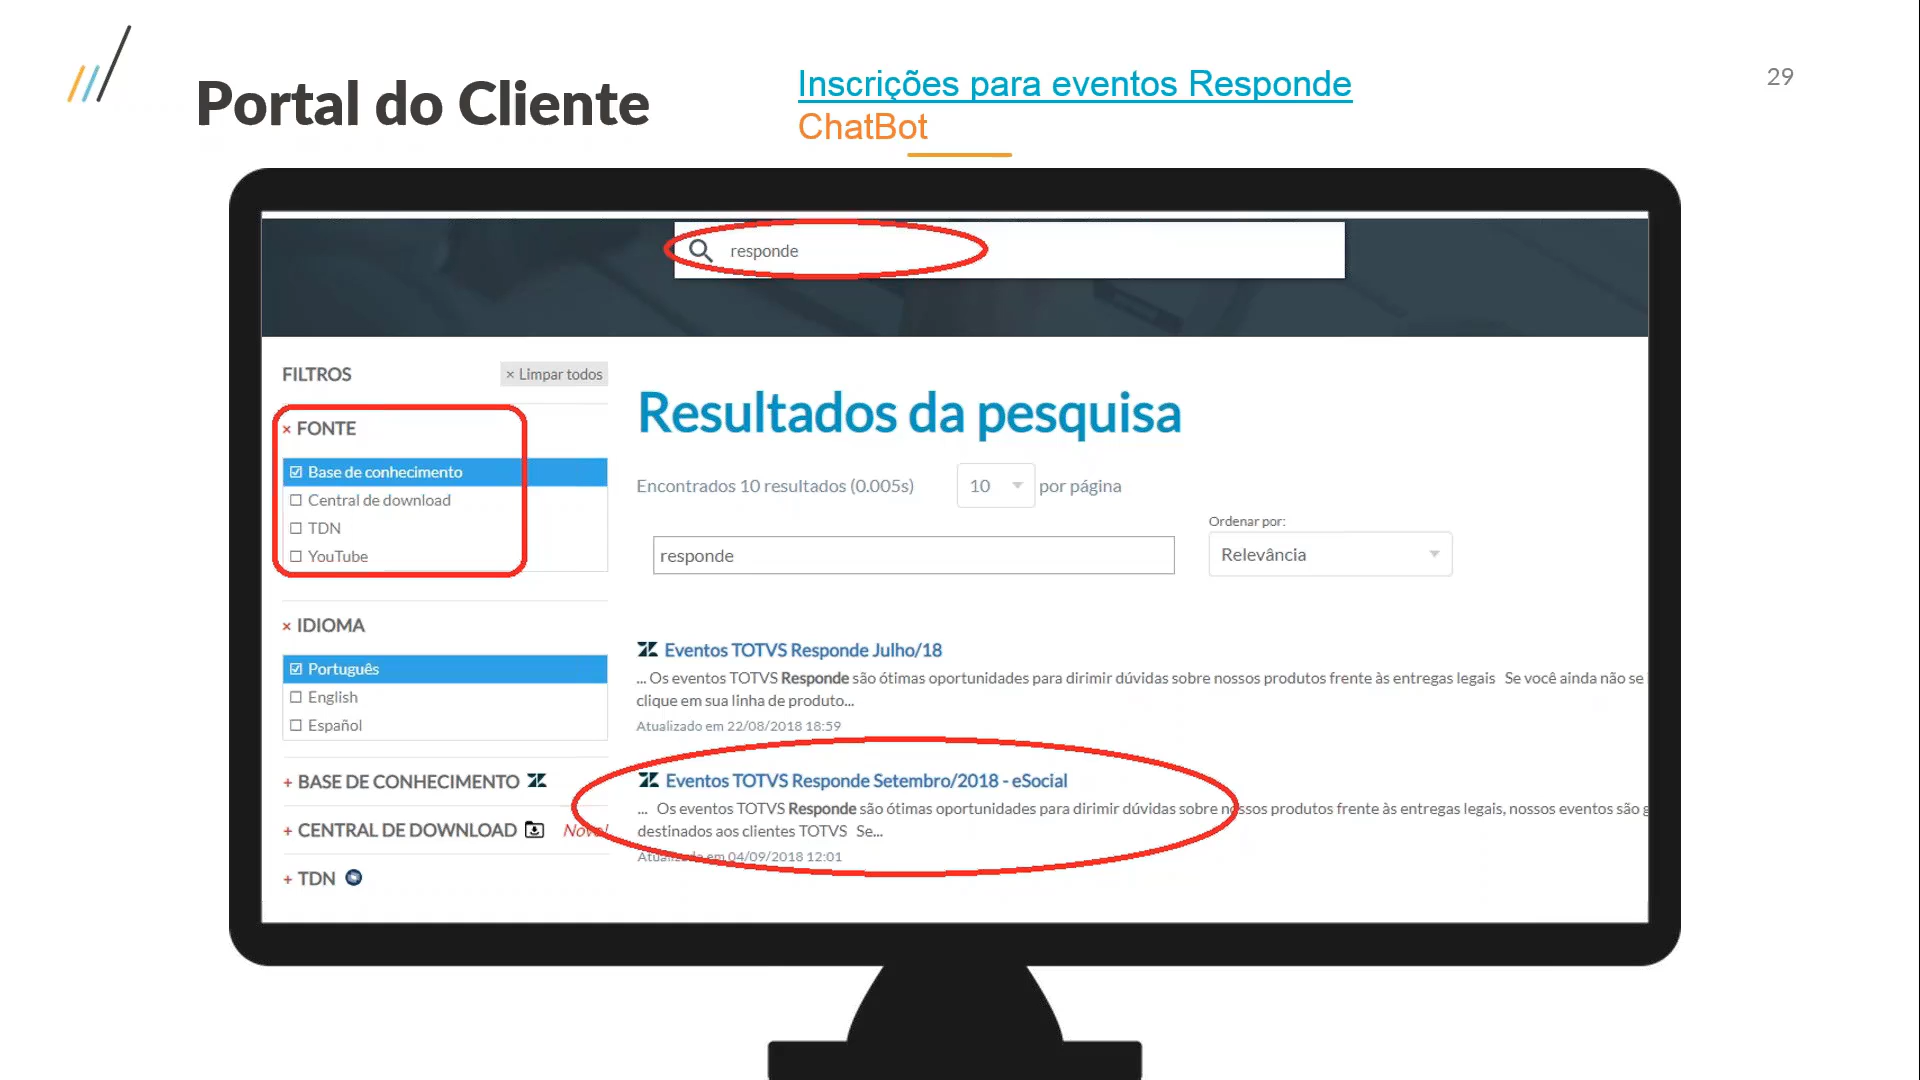 Portal do Cliente
Inscrições para eventos Responde
ChatBot
29
responde
FILTROS
× Limpar todos
× FONTE
Base de conhecimento
Central de download
TDN
YouTube
× IDIOMA
Português
English
Español
+ BASE DE CONHECIMENTO
+ CENTRAL DE DOWNLOAD Novo!
+ TDN
Resultados da pesquisa
Encontrados 10 resultados (0.005s) 10 por página
responde
Ordenar por:
Relevância
Eventos TOTVS Responde Julho/18
... Os eventos TOTVS Responde são ótimas oportunidades para dirimir dúvidas sobre nossos produtos frente às entregas legais Se você ainda não se
clique em sua linha de produto...
Atualizado em 22/08/2018 18:59
Eventos TOTVS Responde Setembro/2018 - eSocial
... Os eventos TOTVS Responde são ótimas oportunidades para dirimir dúvidas sobre nossos produtos frente às entregas legais, nossos eventos são
destinados aos clientes TOTVS Se...
Atualizado em 04/09/2018 12:01